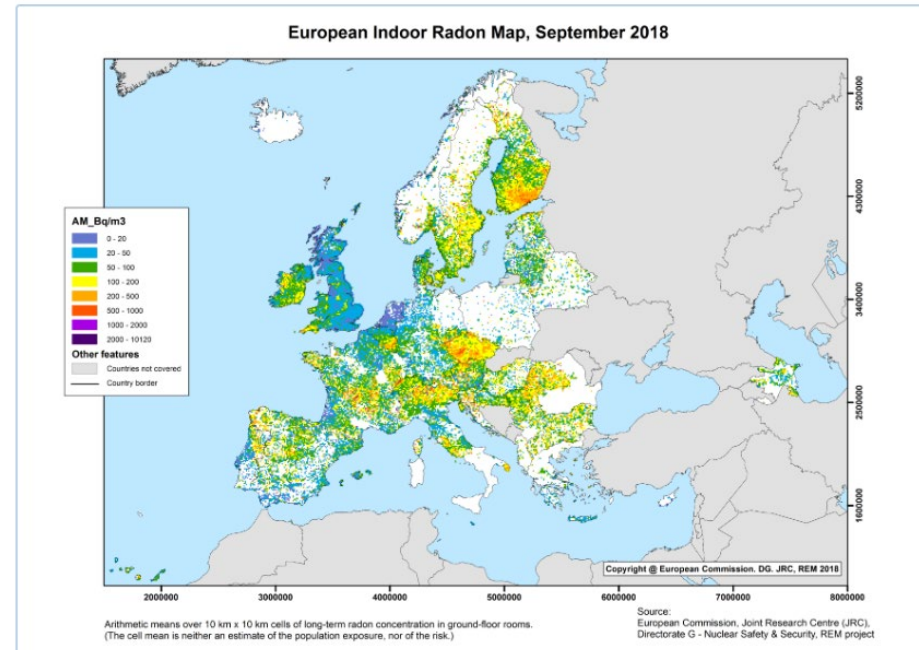 European Indoor Radon Map, September 2018
AM_Bq/m3
0 - 20
20 - 50
50 - 100
100 - 200
200 - 500
500 - 1000
1000 - 2000
2000 - 10120
Other features
Countries not covered
Country border
5200000
4300000
3400000
2500000
1600000
Copyright @ European Commission. DG. JRC, REM 2018
2000000 3000000 4000000 5000000 6000000 7000000 8000000
Arithmetic means over 10 km x 10 km cells of long-term radon concentration in ground-floor rooms.
(The cell mean is neither an estimate of the population exposure, nor of the risk.)
Source:
European Commission, Joint Research Centre (JRC),
Directorate G - Nuclear Safety & Security, REM project